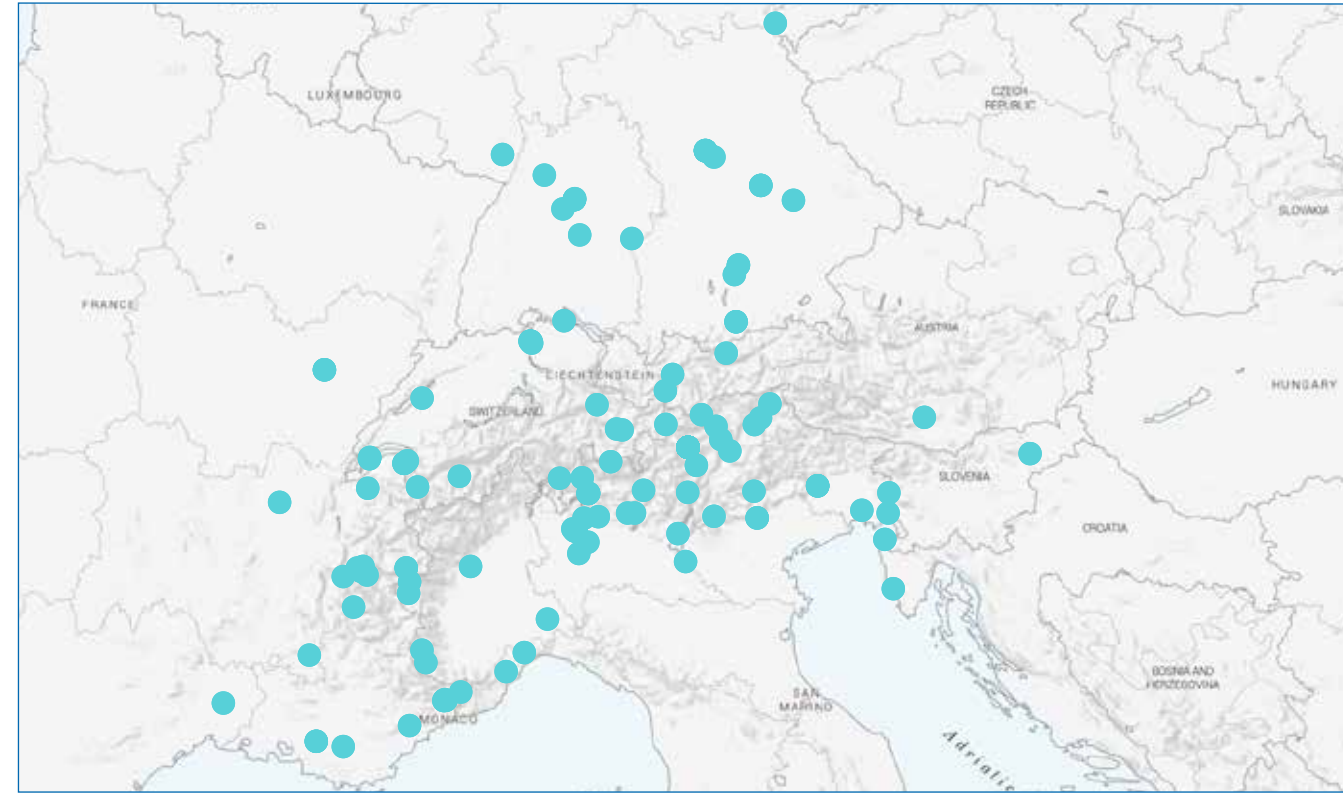 LUXEMBOURG
CZECH
REPUBLIC
SLOVAKIA
FRANCE
AUSTRIA
LIECHTENSTEIN
HUNGARY
SWITZERLAND
SLOVENIA
CROATIA
BOSNIA AND
HERZEGOVINA
SAN
MARINO
MONACO
Adriatic